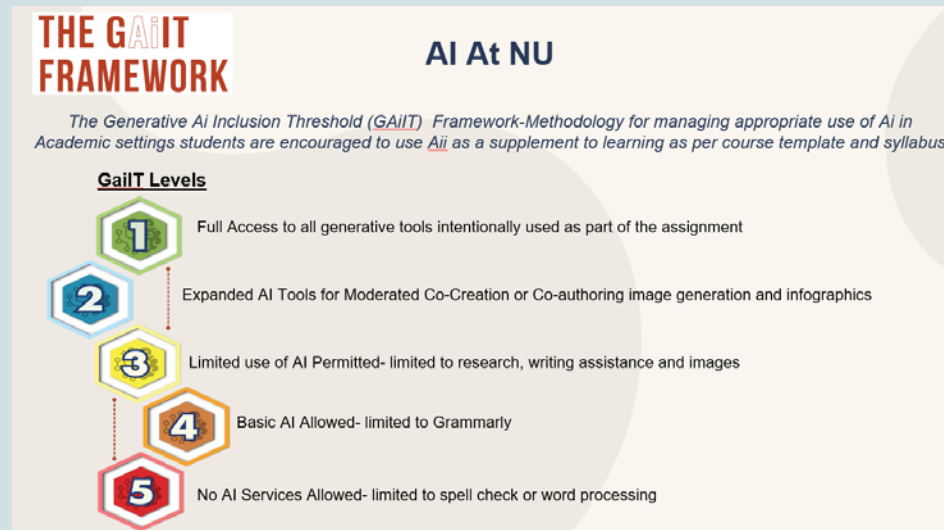 THE GAiIT
FRAMEWORK
AI At NU
The Generative Ai Inclusion Threshold (GAiIT) Framework-Methodology for managing appropriate use of Ai in
Academic settings students are encouraged to use Aii as a supplement to learning as per course template and syllabus
GaiIT Levels
1 Full Access to all generative tools intentionally used as part of the assignment
2 Expanded AI Tools for Moderated Co-Creation or Co-authoring image generation and infographics
3 Limited use of AI Permitted- limited to research, writing assistance and images
4 Basic AI Allowed- limited to Grammarly
5 No AI Services Allowed- limited to spell check or word processing